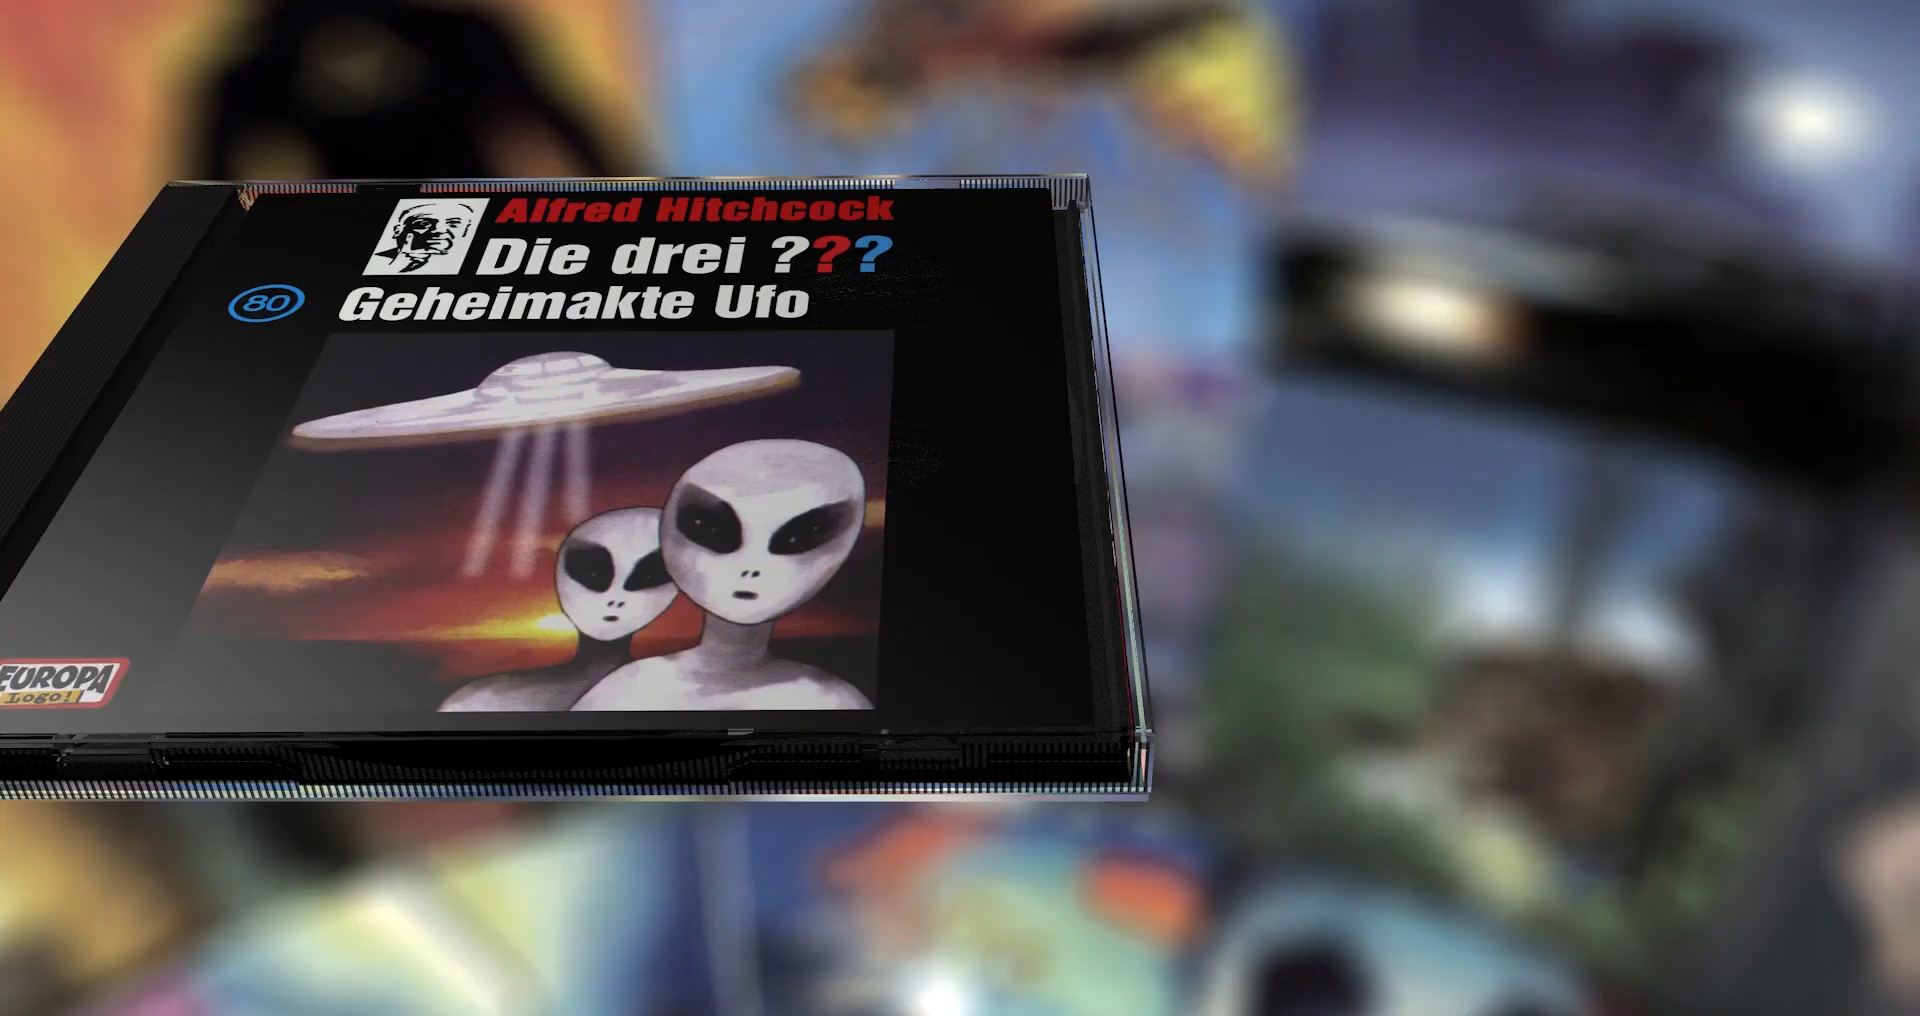 Alfred Hitchcock
Die drei ???
80
Geheimakte Ufo
EUROPA
Logo!